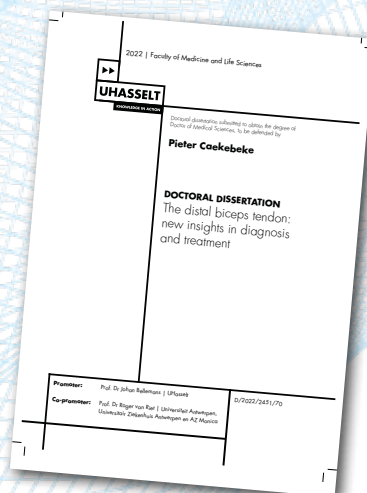 2022 | Faculty of Medicine and Life Sciences
UHASSELT
KNOWLEDGE IN ACTION
Doctoral dissertation submitted to obtain the degree of
Doctor of Medical Sciences, to be defended by
Pieter Caekebeke
DOCTORAL DISSERTATION
The distal biceps tendon:
new insights in diagnosis
and treatment
Promoter: Prof. Dr Johan Bellemans | UHasselt
Co-promoter: Prof. Dr Roger van Riet | Universiteit Antwerpen,
Universitair Ziekenhuis Antwerpen en AZ Monica
D/2022/2451/70